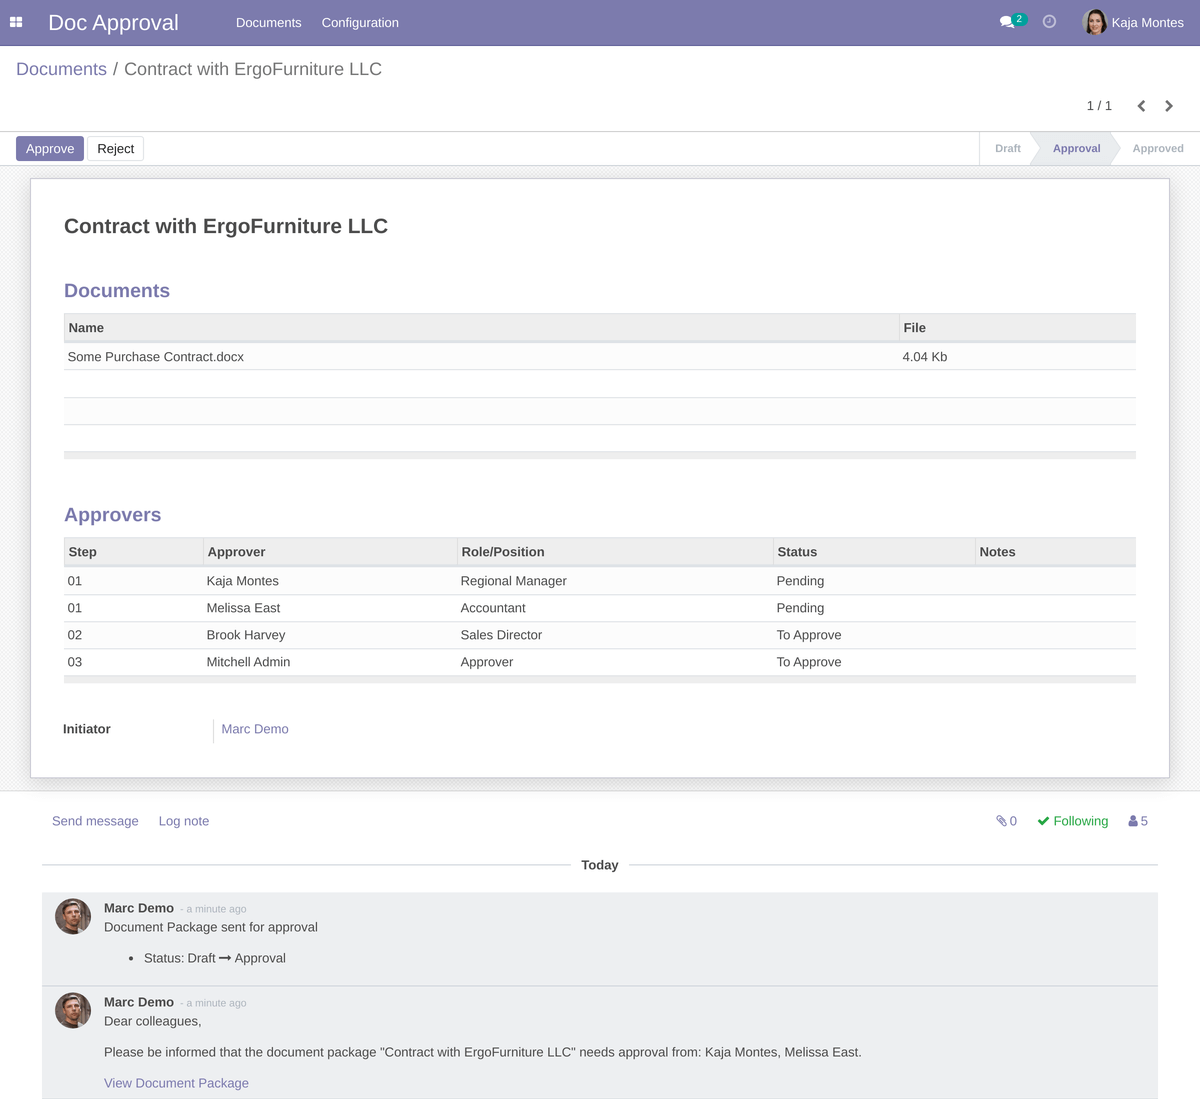 Doc Approval Documents Configuration 2 Kaja Montes
Documents / Contract with ErgoFurniture LLC
1 / 1
Approve Reject Draft Approval Approved
Contract with ErgoFurniture LLC
Documents
Name File
Some Purchase Contract.docx 4.04 Kb
Approvers
Step Approver Role/Position Status Notes
01 Kaja Montes Regional Manager Pending
01 Melissa East Accountant Pending
02 Brook Harvey Sales Director To Approve
03 Mitchell Admin Approver To Approve
Initiator Marc Demo
Send message Log note 0 Following 5
Today
Marc Demo - a minute ago
Document Package sent for approval
• Status: Draft → Approval
Marc Demo - a minute ago
Dear colleagues,
Please be informed that the document package "Contract with ErgoFurniture LLC" needs approval from: Kaja Montes, Melissa East.
View Document Package